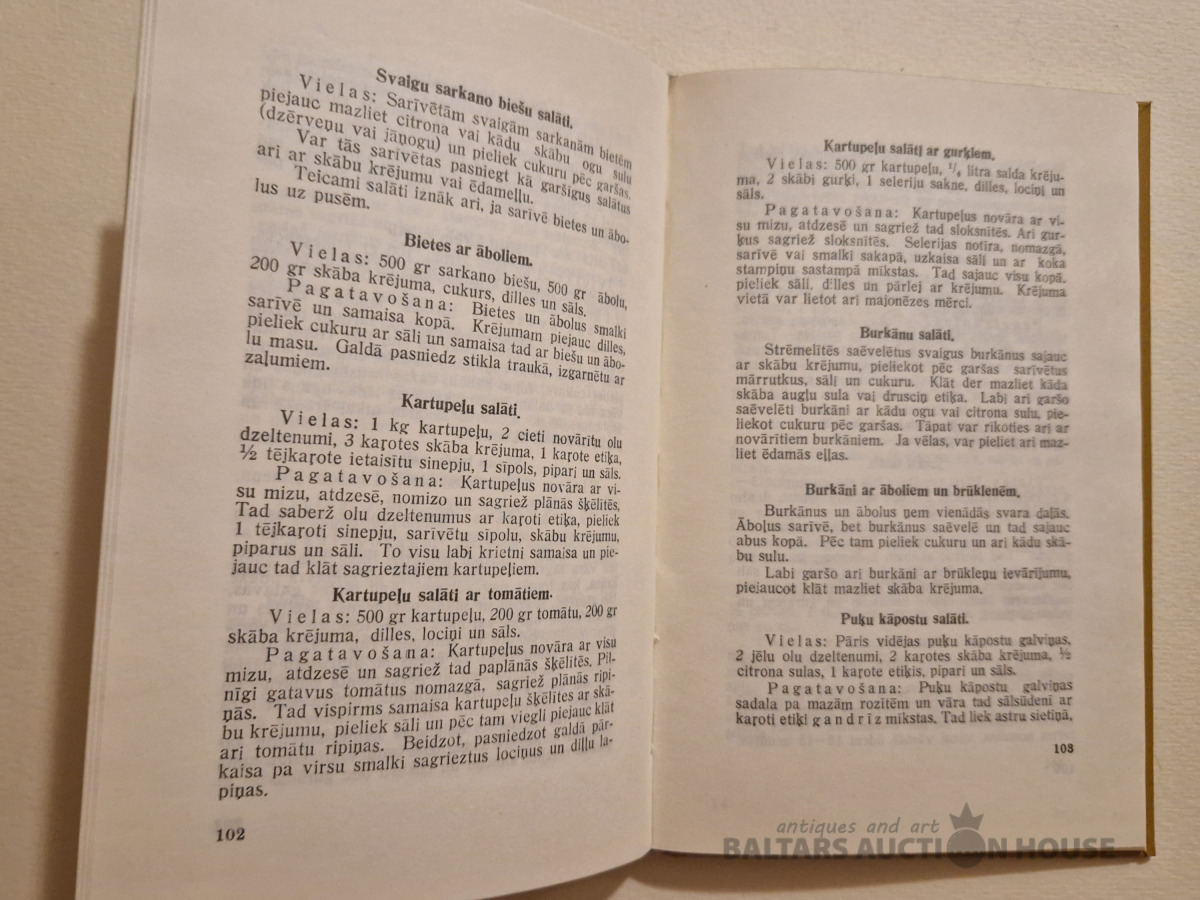 Svaigu sarkano biešu salāti.
Vielas: Sarīvētām svaigām sarkanām bietēm
piejauc mazliet citrona vai kādu skābu ogu sulu
(dzērveņu vai jāņogu) un pieliek cukuru pēc garšas.
Var tās sarīvētas pasniegt kā garšīgus salātus
ari ar skābu krējumu vai ēdameļļu.
Teicami salāti iznāk ari, ja sarīvē bietes un ābo-
lus uz pusēm.
Bietes ar āboliem.
Vielas: 500 gr sarkano biešu, 500 gr ābolu,
200 gr skāba krējuma, cukurs, dilles un sāls.
Pagatavošana: Bietes un ābolus smalki
sarīvē un samaisa kopā. Krējumam piejauc dilles,
pieliek cukuru ar sāli un samaisa tad ar biešu un ābo-
lu masu. Galdā pasniedz stikla traukā, izgarnētu ar
zaļumiem.
Kartupeļu salāti.
Vielas: 1 kg kartupeļu, 2 cieti novārītu olu
dzeltenumi, 3 kaŗotes skāba krējuma, 1 kaŗote etiķa,
½ tējkaŗote ietaisītu sinepju, 1 sīpols, pipari un sāls.
Pagatavošana: Kartupeļus novāra ar vi-
su mizu, atdzesē, nomizo un sagriež plānās šķēlītēs.
Tad saberž olu dzeltenumus ar kaŗoti etiķa, pieliek
1 tējkaŗoti sinepju, sarīvētu sīpolu, skābu krējumu,
piparus un sāli. To visu labi krietni samaisa un pie-
jauc tad klāt sagrieztajiem kartupeļiem.
Kartupeļu salāti ar tomātiem.
Vielas: 500 gr kartupeļu, 200 gr tomātu, 200 gr
skāba krējuma, dilles, lociņi un sāls.
Pagatavošana: Kartupeļus novāra ar visu
mizu, atdzesē un sagriež tad paplānās šķēlītēs. Pil-
nīgi gatavus tomātus nomazgā, sagriež plānās ripi-
ņās. Tad vispirms samaisa kartupeļu šķēlītes ar skā-
bu krējumu, pieliek sāli un pēc tam viegli piejauc klāt
ari tomātu ripiņas. Beidzot, pasniedzot galdā pār-
kaisa pa virsu smalki sagrieztus lociņus un diļļu la-
piņas.
102
Kartupeļu salāti ar gurķiem.
Vielas: 500 gr kartupeļu, litra salda krēju-
ma, 2 skābi gurķi, 1 seleriju sakne, dilles, lociņi un
sāls.
Pagatavošana: Kartupeļus novāra ar vi-
su mizu, atdzesē un sagriež tad sloksnītēs. Ari gur-
ķus sagriež sloksnītēs. Selerijas notīra, nomazgā,
sarīvē vai smalki sakapā, uzkaisa sāli un ar koka
stampiņu sastampā mīkstas. Tad sajauc visu kopā,
pieliek sāli, dilles un pārlej ar krējumu. Krējuma
vietā var lietot ari majonēzes mērci.
Burkānu salāti.
Strēmelītēs saēvelētus svaigus burkānus sajauc
ar skābu krējumu, pieliekot pēc garšas sarīvētus
mārrutkus, sāli un cukuru. Klāt der mazliet kāda
skāba augļu sula vai drusciņ etiķa. Labi ari garšo
saēvelēti burkāni ar kādu ogu vai citrona sulu, pie-
liekot cukuru pēc garšas. Tāpat var rīkoties ari ar
novārītiem burkāniem. Ja vēlas, var pieliet ari maz-
liet ēdamās eļļas.
Burkāni ar āboliem un brūklenēm.
Burkānus un ābolus ņem vienādās svara daļās.
Ābolus sarīvē, bet burkānus saēvelē un tad sajauc
abus kopā. Pēc tam pieliek cukuru un ari kādu skā-
bu sulu.
Labi garšo ari burkāni ar brūkleņu ievārījumu,
piejaucot klāt mazliet skāba krējuma.
Puķu kāpostu salāti.
Vielas: Pāris vidējas puķu kāpostu galviņas,
2 jēlu olu dzeltenumi, 2 kaŗotes skāba krējuma, ½
citrona sulas, 1 kaŗote etiķis, pipari un sāls.
Pagatavošana: Puķu kāpostu galviņas
sadala pa mazām rozītēm un vāra tad sālsūdenī ar
kaŗoti etiķi gandrīz mīkstas. Tad liek astru sietiņā,
103
antiques and art
BALTARS AUCTION HOUSE